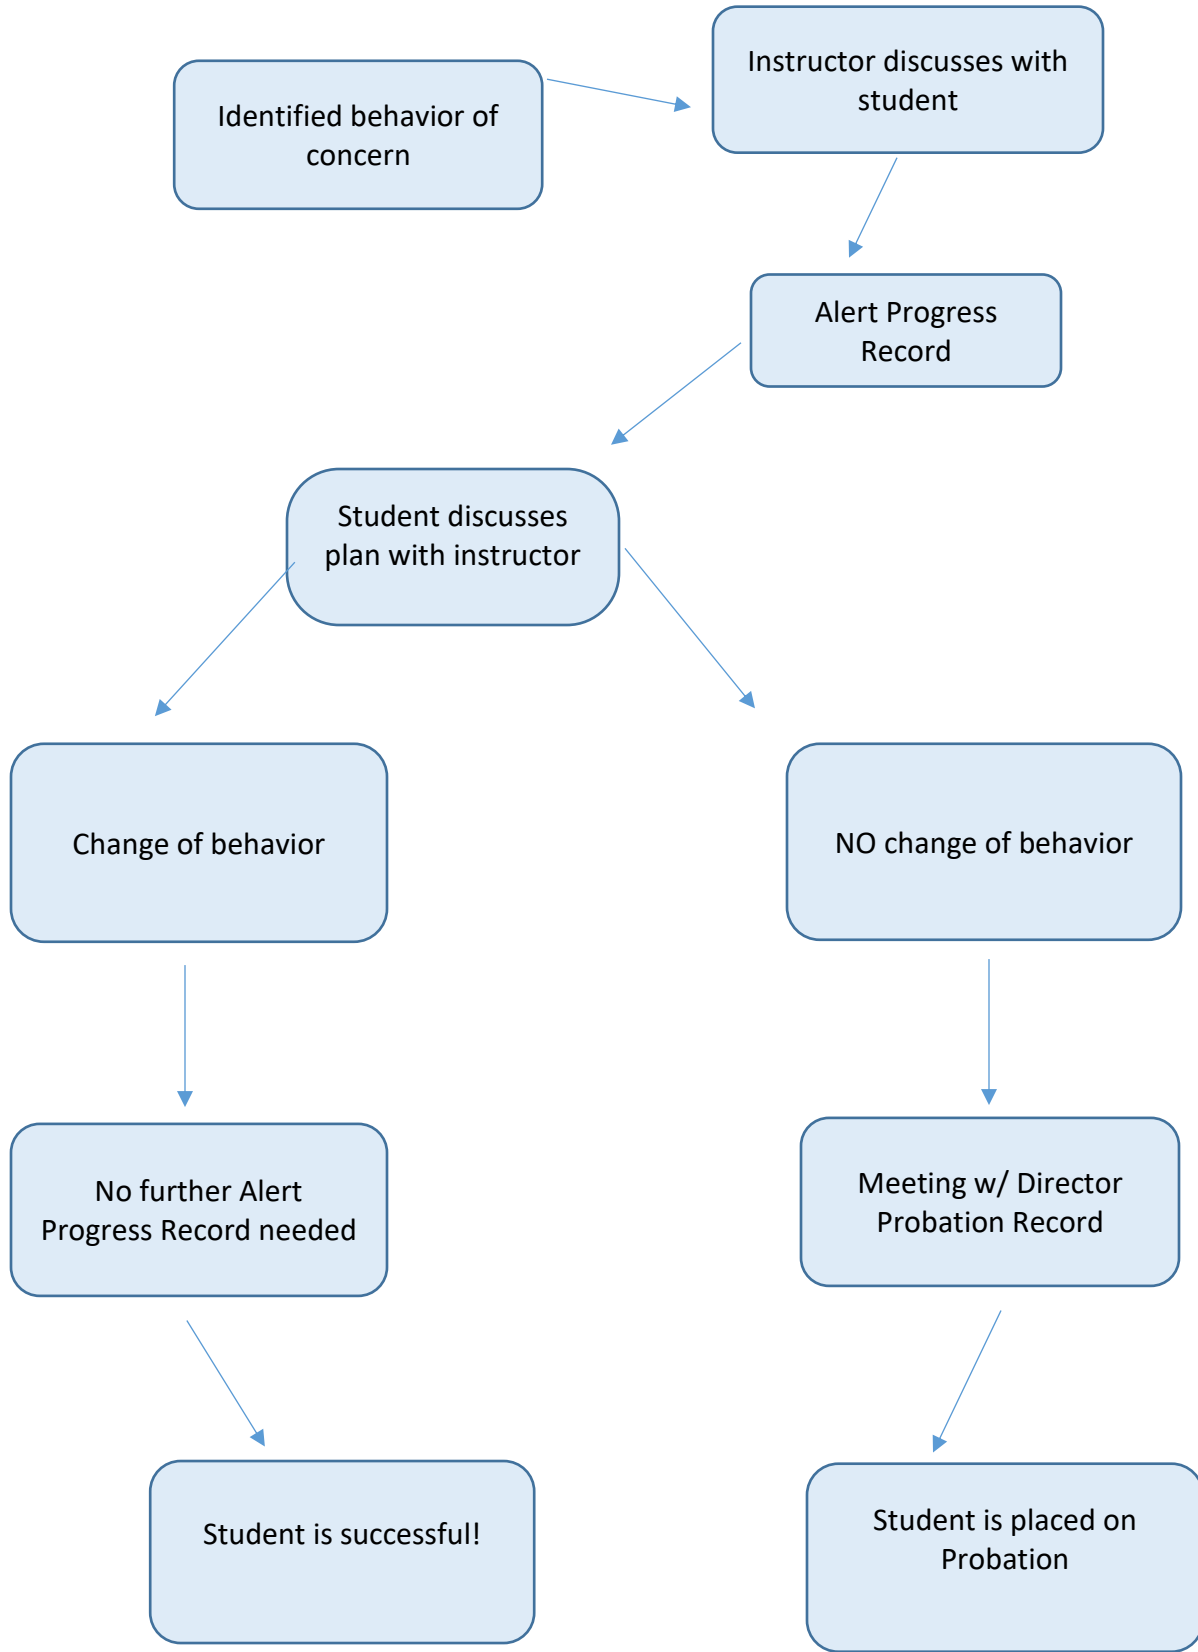 Identified behavior of
concern
Instructor discusses with
student
Alert Progress
Record
Student discusses
plan with instructor
Change of behavior
NO change of behavior
No further Alert
Progress Record needed
Meeting w/ Director
Probation Record
Student is successful!
Student is placed on
Probation